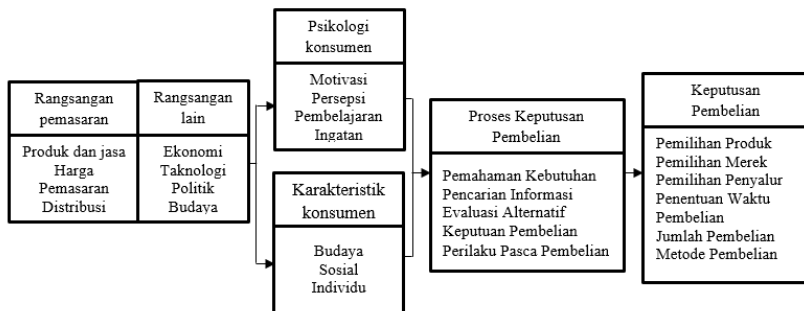 Rangsangan
pemasaran
Produk dan jasa
Harga
Pemasaran
Distribusi
Rangsangan
lain
Ekonomi
Teknologi
Politik
Budaya
Psikologi
konsumen
Motivasi
Persepsi
Pembelajaran
Ingatan
Karakteristik
konsumen
Budaya
Sosial
Individu
Proses Keputusan
Pembelian
Pemahaman Kebutuhan
Pencarian Informasi
Evaluasi Alternatif
Keputuan Pembelian
Perilaku Pasca Pembelian
Keputusan
Pembelian
Pemilihan Produk
Pemilihan Merek
Pemilihan Penyalur
Penentuan Waktu
Pembelian
Jumlah Pembelian
Metode Pembelian